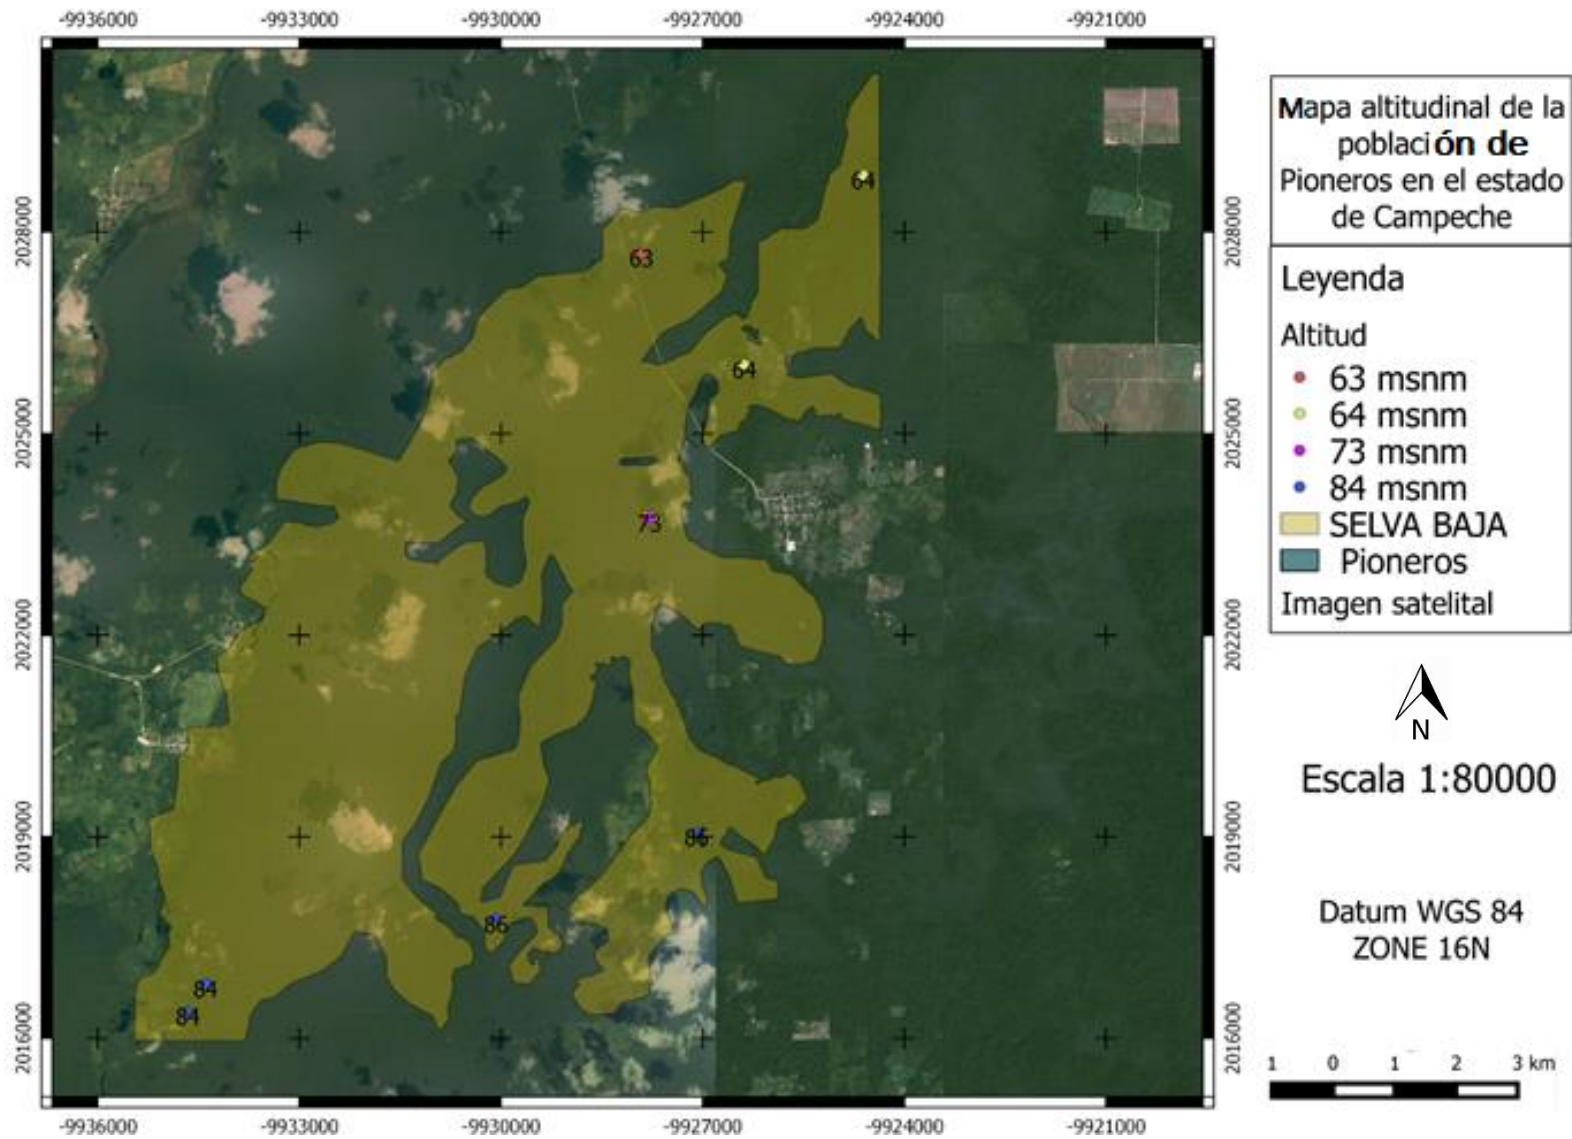 -9936000 -9933000 -9930000 -9927000 -9924000 -9921000
2028000 2028000
2025000 2025000
2022000 2022000
2019000 2019000
2016000 2016000
64
63
64
73
86
86
84
84
-9936000 -9933000 -9930000 -9927000 -9924000 -9921000
Mapa altitudinal de la
población de
Pioneros en el estado
de Campeche
Leyenda
Altitud
63 msnm
64 msnm
73 msnm
84 msnm
SELVA BAJA
Pioneros
Imagen satelital
N
Escala 1:80000
Datum WGS 84
ZONE 16N
1 0 1 2 3 km